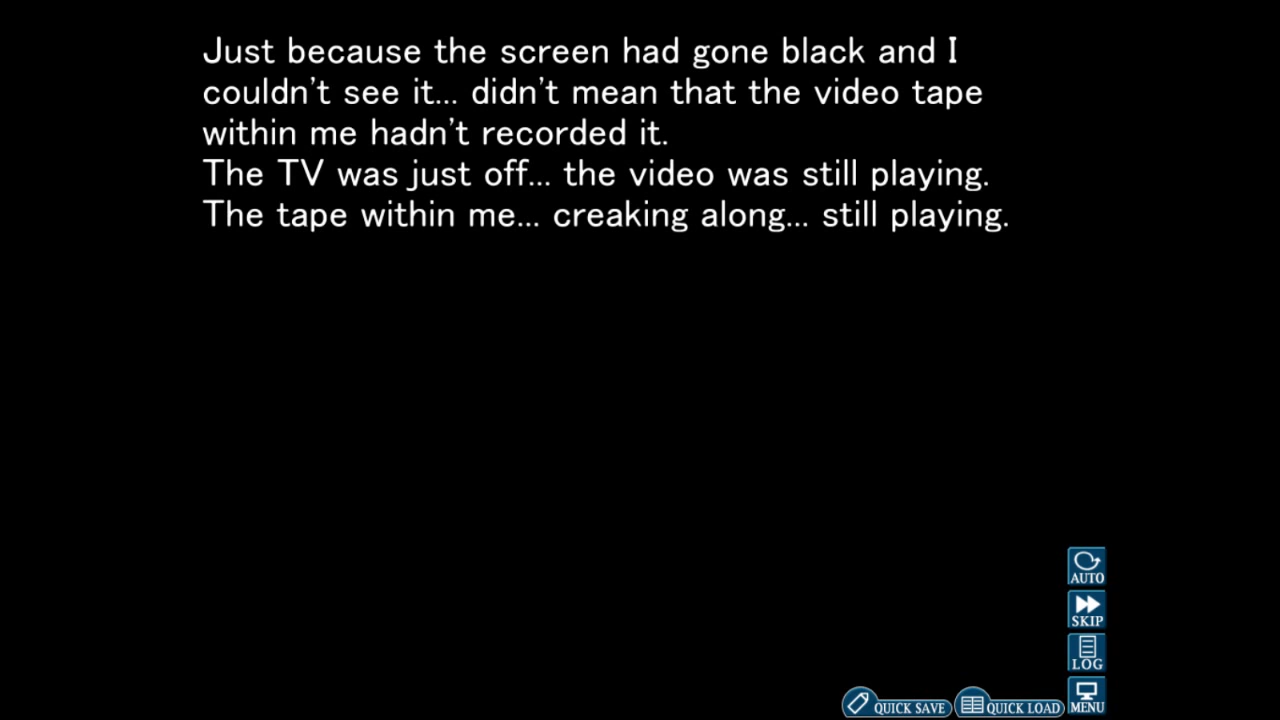 Just because the screen had gone black and I
couldn't see it... didn't mean that the video tape
within me hadn't recorded it.
The TV was just off... the video was still playing.
The tape within me... creaking along... still playing.
AUTO
SKIP
LOG
MENU
QUICK SAVE
QUICK LOAD